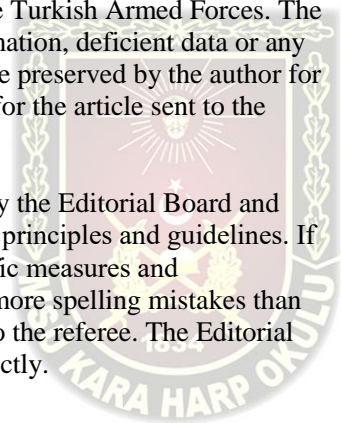 e Turkish Armed Forces. The
nation, deficient data or any
e preserved by the author for
for the article sent to the
y the Editorial Board and
principles and guidelines. If
ic measures and
more spelling mistakes than
o the referee. The Editorial
ctly.
1834
KARA HARP OKULU